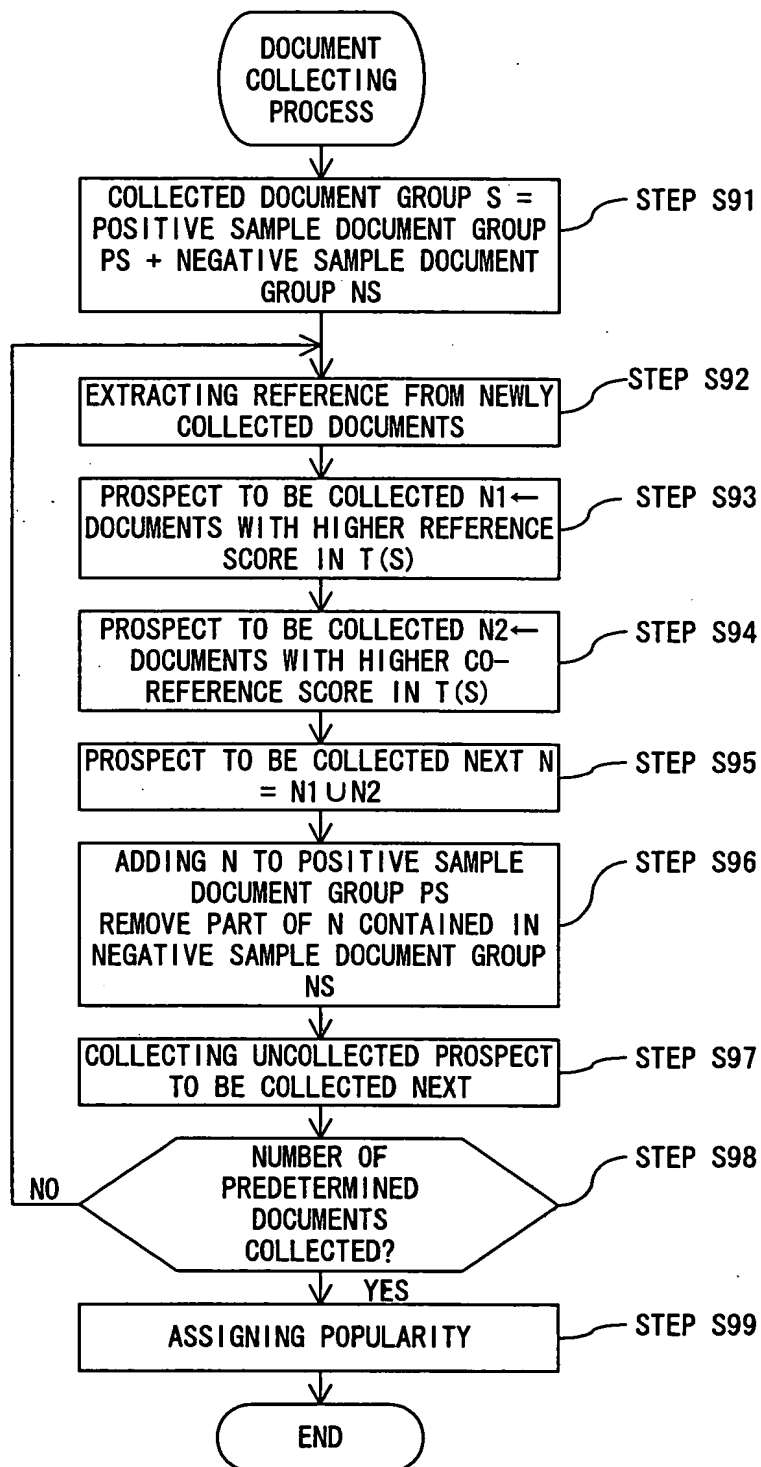 DOCUMENT
COLLECTING
PROCESS
COLLECTED DOCUMENT GROUP S =
POSITIVE SAMPLE DOCUMENT GROUP
PS + NEGATIVE SAMPLE DOCUMENT
GROUP NS
STEP S91
EXTRACTING REFERENCE FROM NEWLY
COLLECTED DOCUMENTS
STEP S92
PROSPECT TO BE COLLECTED N1←
DOCUMENTS WITH HIGHER REFERENCE
SCORE IN T(S)
STEP S93
PROSPECT TO BE COLLECTED N2←
DOCUMENTS WITH HIGHER CO-
REFERENCE SCORE IN T(S)
STEP S94
PROSPECT TO BE COLLECTED NEXT N
= N1∪N2
STEP S95
ADDING N TO POSITIVE SAMPLE
DOCUMENT GROUP PS
REMOVE PART OF N CONTAINED IN
NEGATIVE SAMPLE DOCUMENT GROUP
NS
STEP S96
COLLECTING UNCOLLECTED PROSPECT
TO BE COLLECTED NEXT
STEP S97
NUMBER OF
PREDETERMINED
DOCUMENTS
COLLECTED?
STEP S98
NO
YES
ASSIGNING POPULARITY
STEP S99
END